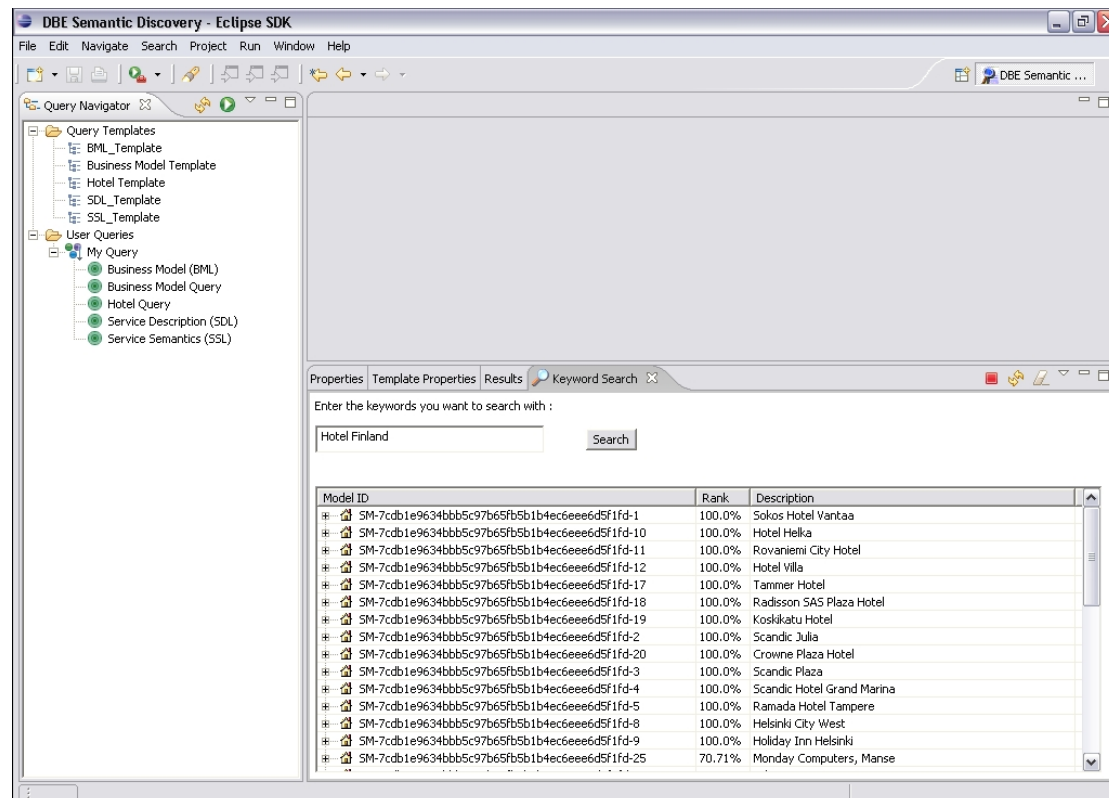 DBE Semantic Discovery - Eclipse SDK
File Edit Navigate Search Project Run Window Help
DBE Semantic ...
Query Navigator
Query Templates
BML_Template
Business Model Template
Hotel Template
SDL_Template
SSL_Template
User Queries
My Query
Business Model (BML)
Business Model Query
Hotel Query
Service Description (SDL)
Service Semantics (SSL)
Properties Template Properties Results Keyword Search
Enter the keywords you want to search with :
Hotel Finland Search
Model ID Rank Description
SM-7cdb1e9634bbb5c97b65fb5b1b4ec6eee6d5f1fd-1 100.0% Sokos Hotel Vantaa
SM-7cdb1e9634bbb5c97b65fb5b1b4ec6eee6d5f1fd-10 100.0% Hotel Helka
SM-7cdb1e9634bbb5c97b65fb5b1b4ec6eee6d5f1fd-11 100.0% Rovaniemi City Hotel
SM-7cdb1e9634bbb5c97b65fb5b1b4ec6eee6d5f1fd-12 100.0% Hotel Villa
SM-7cdb1e9634bbb5c97b65fb5b1b4ec6eee6d5f1fd-17 100.0% Tammer Hotel
SM-7cdb1e9634bbb5c97b65fb5b1b4ec6eee6d5f1fd-18 100.0% Radisson SAS Plaza Hotel
SM-7cdb1e9634bbb5c97b65fb5b1b4ec6eee6d5f1fd-19 100.0% Koskikatu Hotel
SM-7cdb1e9634bbb5c97b65fb5b1b4ec6eee6d5f1fd-2 100.0% Scandic Julia
SM-7cdb1e9634bbb5c97b65fb5b1b4ec6eee6d5f1fd-20 100.0% Crowne Plaza Hotel
SM-7cdb1e9634bbb5c97b65fb5b1b4ec6eee6d5f1fd-3 100.0% Scandic Plaza
SM-7cdb1e9634bbb5c97b65fb5b1b4ec6eee6d5f1fd-4 100.0% Scandic Hotel Grand Marina
SM-7cdb1e9634bbb5c97b65fb5b1b4ec6eee6d5f1fd-5 100.0% Ramada Hotel Tampere
SM-7cdb1e9634bbb5c97b65fb5b1b4ec6eee6d5f1fd-8 100.0% Helsinki City West
SM-7cdb1e9634bbb5c97b65fb5b1b4ec6eee6d5f1fd-9 100.0% Holiday Inn Helsinki
SM-7cdb1e9634bbb5c97b65fb5b1b4ec6eee6d5f1fd-25 70.71% Monday Computers, Manse